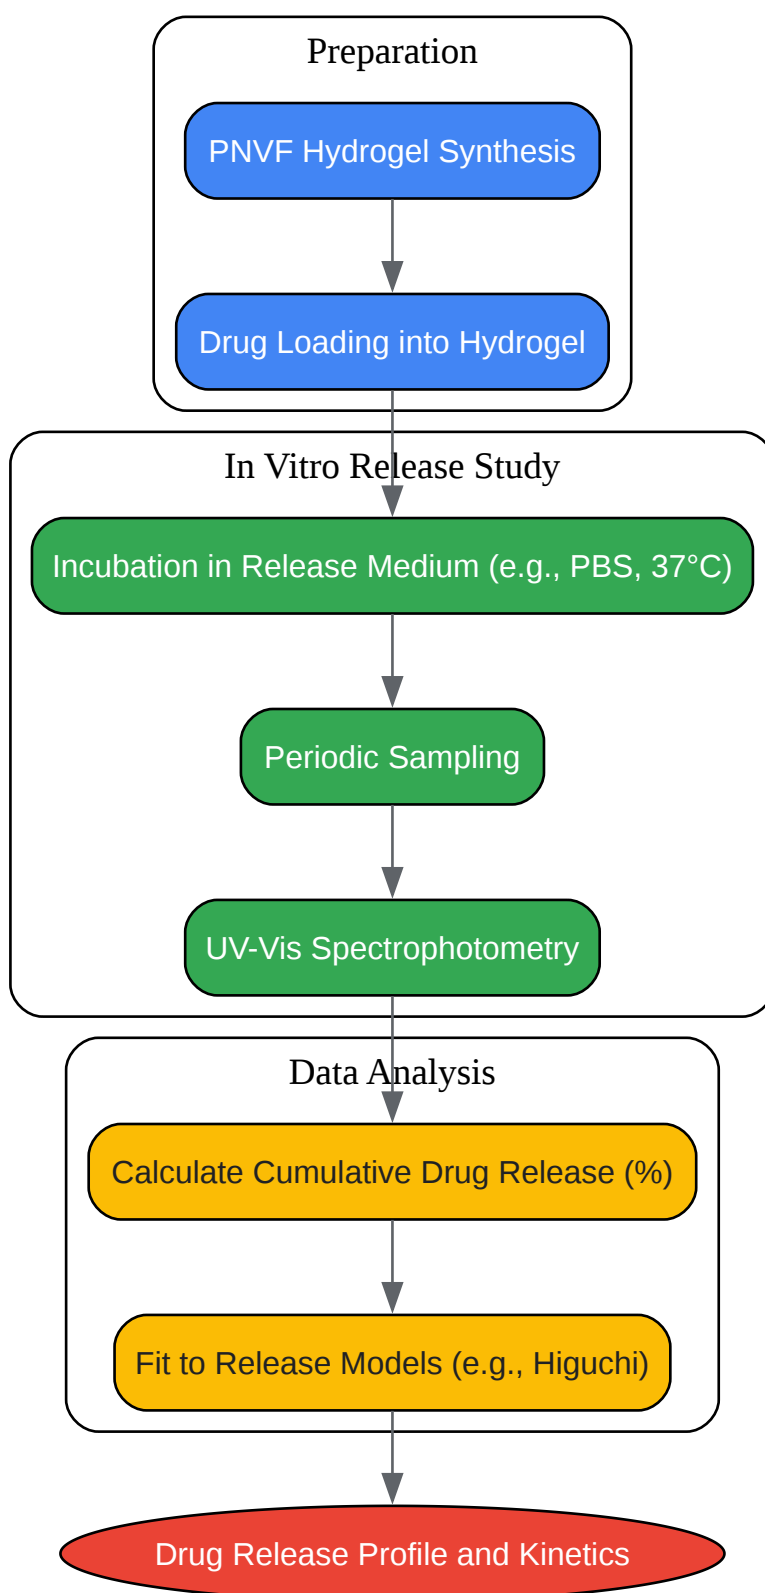 Preparation
PNVF Hydrogel Synthesis
Drug Loading into Hydrogel
In Vitro Release Study
Incubation in Release Medium (e.g., PBS, 37°C)
Periodic Sampling
UV-Vis Spectrophotometry
Data Analysis
Calculate Cumulative Drug Release (%)
Fit to Release Models (e.g., Higuchi)
Drug Release Profile and Kinetics